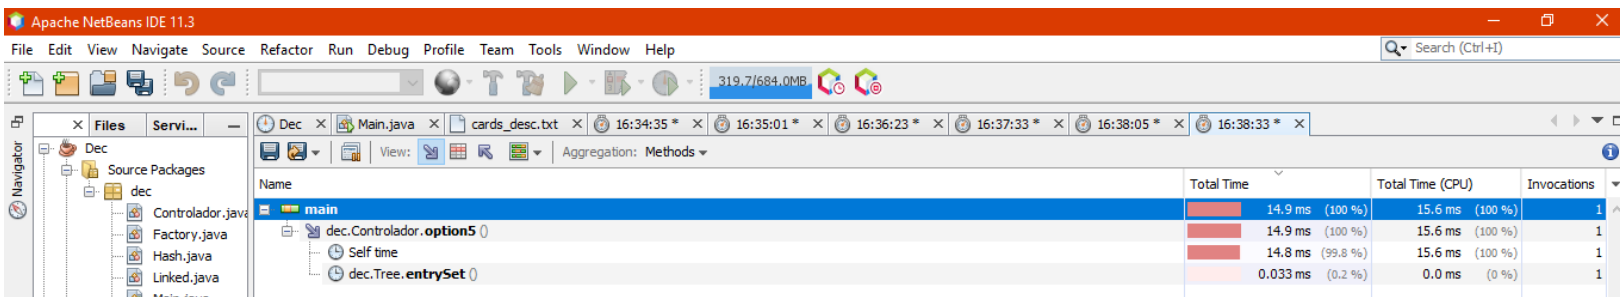 Apache NetBeans IDE 11.3
File Edit View Navigate Source Refactor Run Debug Profile Team Tools Window Help
Search (Ctrl+I)
319.7/684.0MB
Files Servi...
Dec Main.java cards_desc.txt 16:34:35 * 16:35:01 * 16:36:23 * 16:37:33 * 16:38:05 * 16:38:33 *
Navigator
Dec
Source Packages
dec
Controlador.java
Factory.java
Hash.java
Linked.java
Main.java
View: Aggregation: Methods
Name Total Time Total Time (CPU) Invocations
main 14.9 ms (100 %) 15.6 ms (100 %) 1
dec.Controlador.option5 () 14.9 ms (100 %) 15.6 ms (100 %) 1
Self time 14.8 ms (99.8 %) 15.6 ms (100 %) 1
dec.Tree.entrySet () 0.033 ms (0.2 %) 0.0 ms (0 %) 1